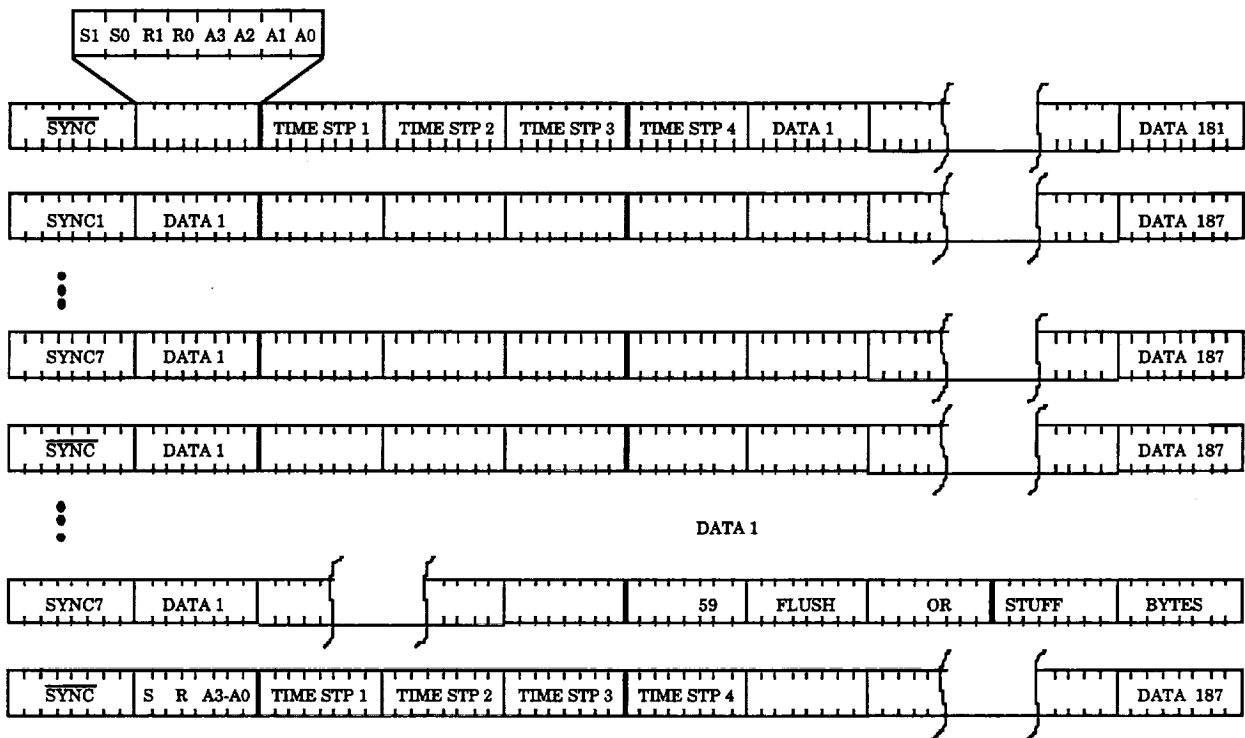 S1 S0 R1 R0 A3 A2 A1 A0
SYNC TIME STP 1 TIME STP 2 TIME STP 3 TIME STP 4 DATA 1 DATA 181
SYNC1 DATA 1 DATA 187
SYNC7 DATA 1 DATA 187
SYNC DATA 1 DATA 187
DATA 1
SYNC7 DATA 1 59 FLUSH OR STUFF BYTES
SYNC S R A3-A0 TIME STP 1 TIME STP 2 TIME STP 3 TIME STP 4 DATA 187